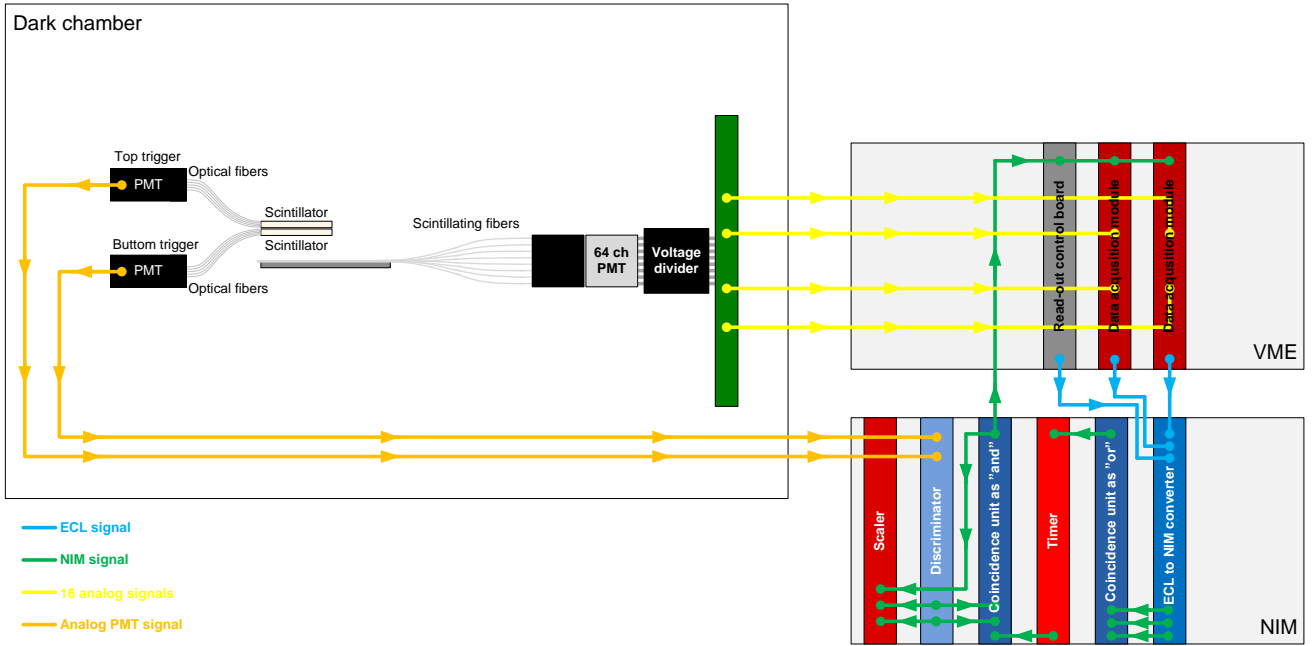 Dark chamber
Top trigger
PMT
Optical fibers
Scintillator
Scintillator
Buttom trigger
PMT
Optical fibers
Scintillating fibers
64 ch
PMT
Voltage
divider
Read-out control board
Data acqusition module
Data acqusition module
VME
Scaler
Discriminator
Coincidence unit as ”and”
Timer
Coincidence unit as ”or”
ECL to NIM converter
NIM
ECL signal
NIM signal
16 analog signals
Analog PMT signal